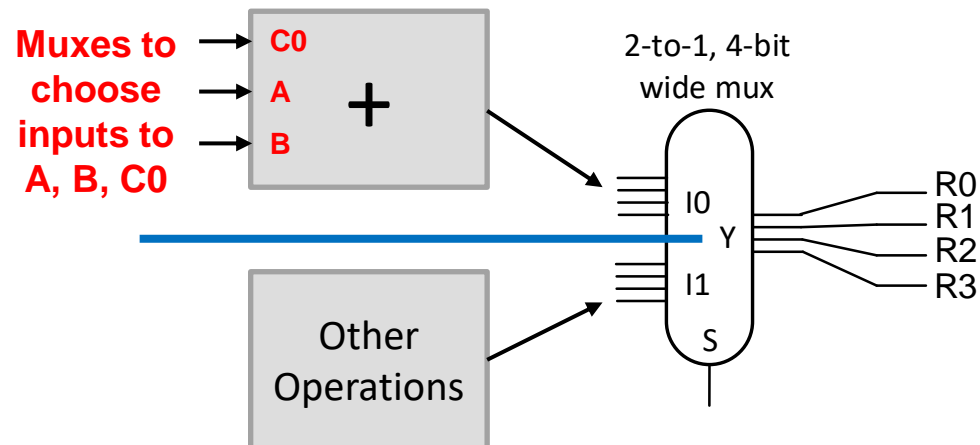 Muxes to
choose
inputs to
A, B, C0
C0
A
B
+
2-to-1, 4-bit
wide mux
I0
Y
I1
S
R0
R1
R2
R3
Other
Operations